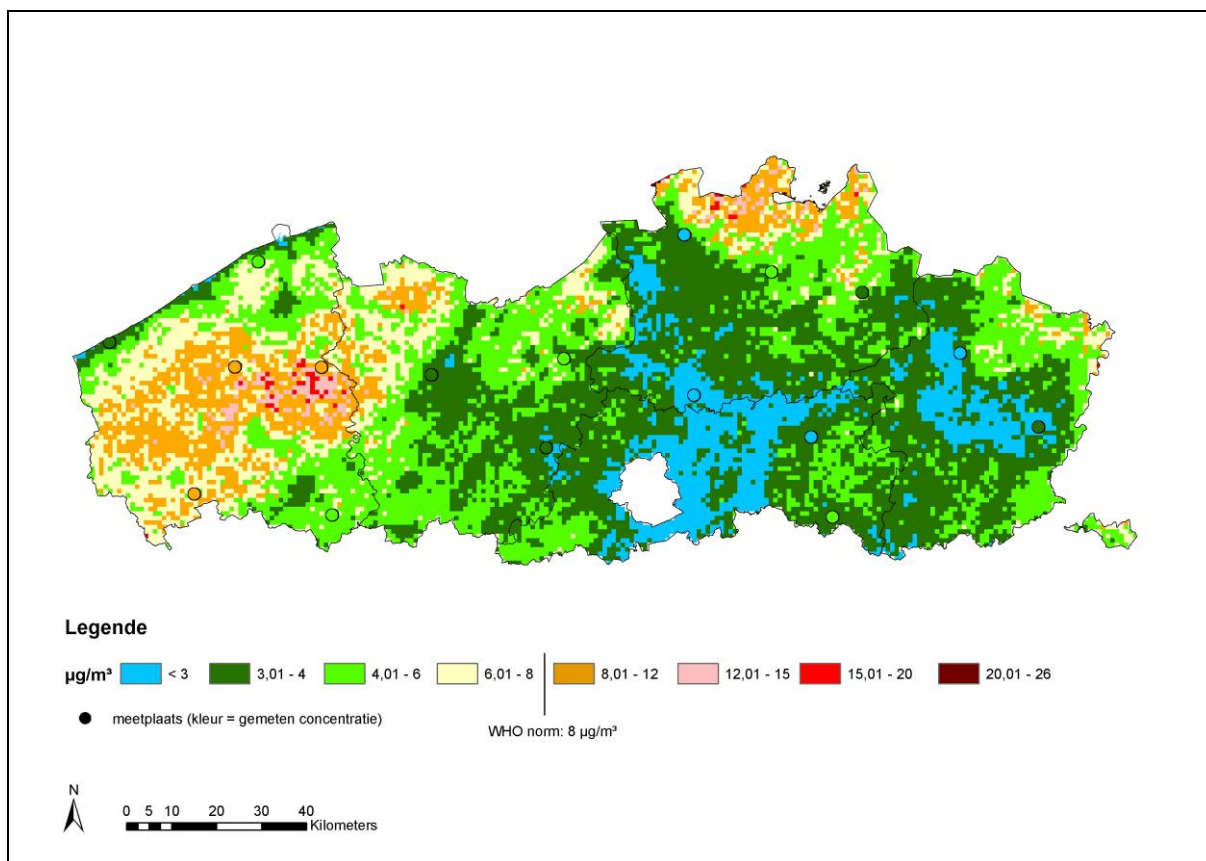 Legende
µg/m³ < 3 3,01 - 4 4,01 - 6 6,01 - 8 8,01 - 12 12,01 - 15 15,01 - 20 20,01 - 26
meetplaats (kleur = gemeten concentratie)
WHO norm: 8 µg/m³
N
0 5 10 20 30 40
Kilometers